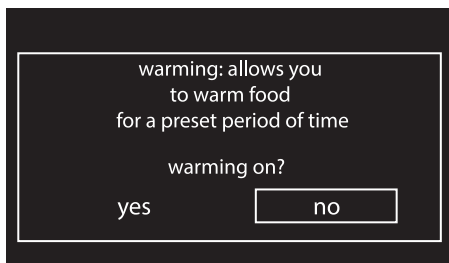 warming: allows you
to warm food
for a preset period of time
warming on?
yes no